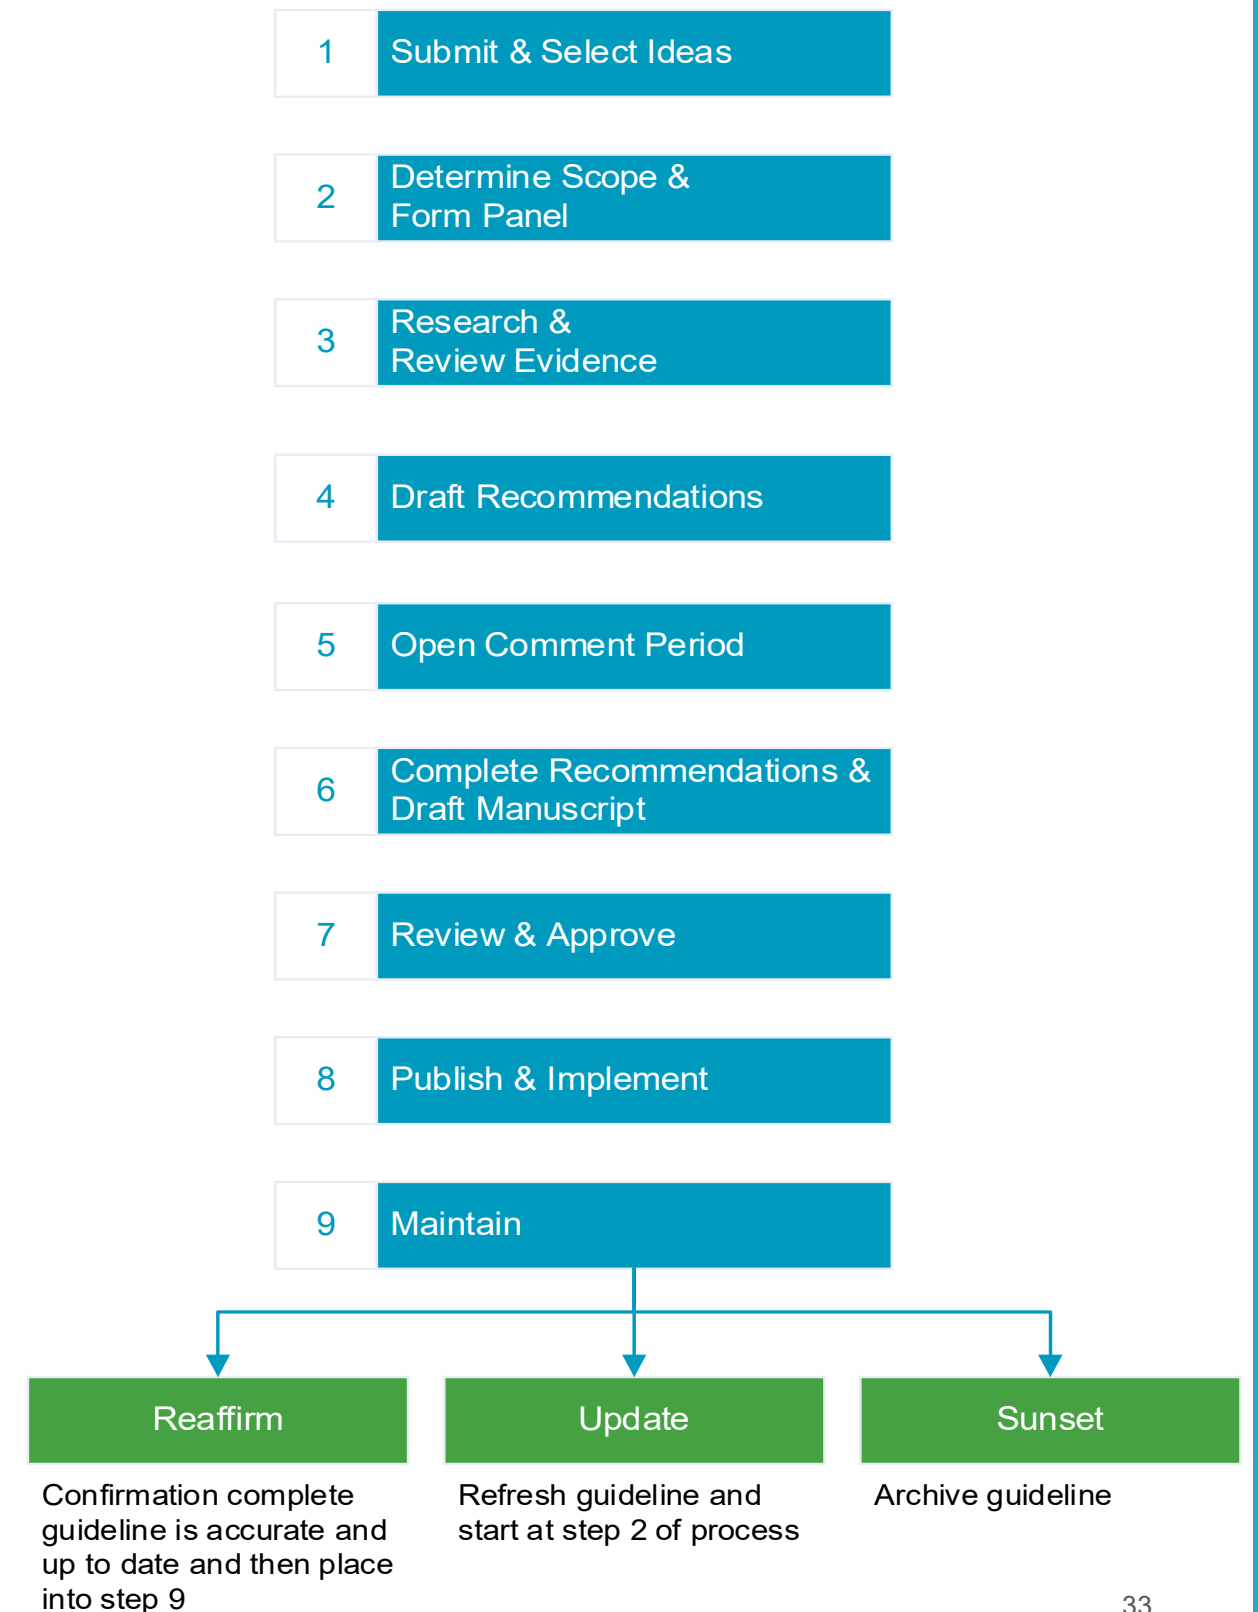 1
Submit & Select Ideas
2
Determine Scope &
Form Panel
3
Research &
Review Evidence
4
Draft Recommendations
5
Open Comment Period
6
Complete Recommendations &
Draft Manuscript
7
Review & Approve
8
Publish & Implement
9
Maintain
Reaffirm
Confirmation complete
guideline is accurate and
up to date and then place
into step 9
Update
Refresh guideline and
start at step 2 of process
Sunset
Archive guideline
33